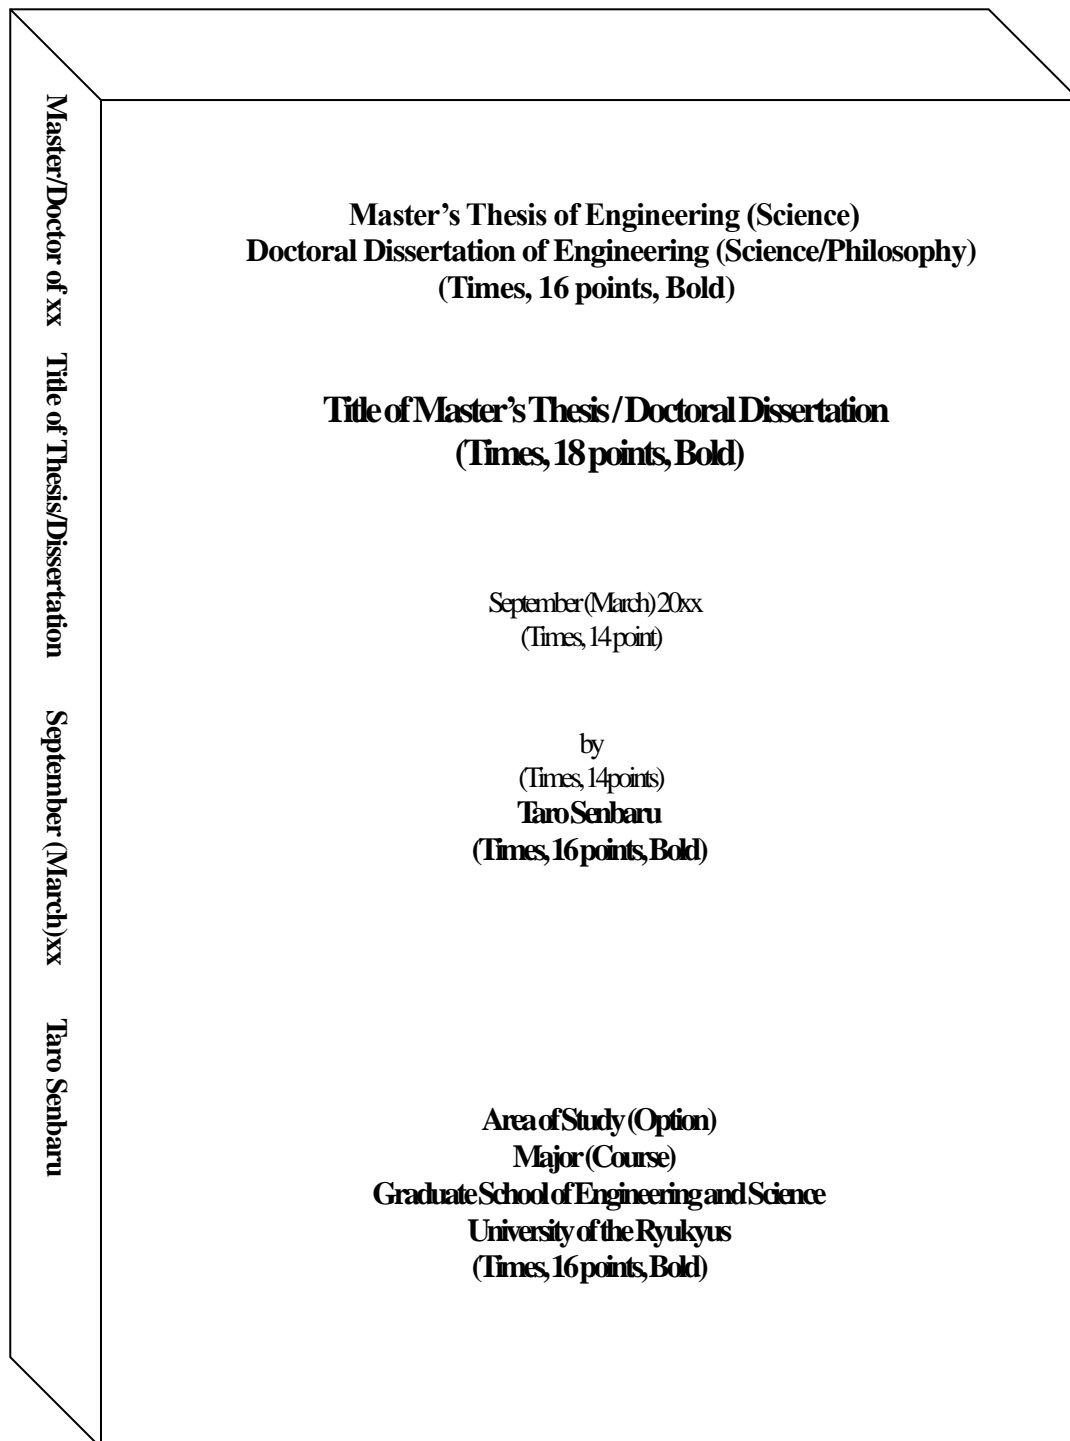 Master/Doctor of xx Title of Thesis/Dissertation September (March)xx Taro Senbaru
Master’s Thesis of Engineering (Science)
Doctoral Dissertation of Engineering (Science/Philosophy)
(Times, 16 points, Bold)
Title of Master’s Thesis / Doctoral Dissertation
(Times, 18 points, Bold)
September (March) 20xx
(Times, 14 point)
by
(Times, 14points)
Taro Senbaru
(Times, 16 points, Bold)
Area of Study (Option)
Major (Course)
Graduate School of Engineering and Science
University of the Ryukyus
(Times, 16 points, Bold)